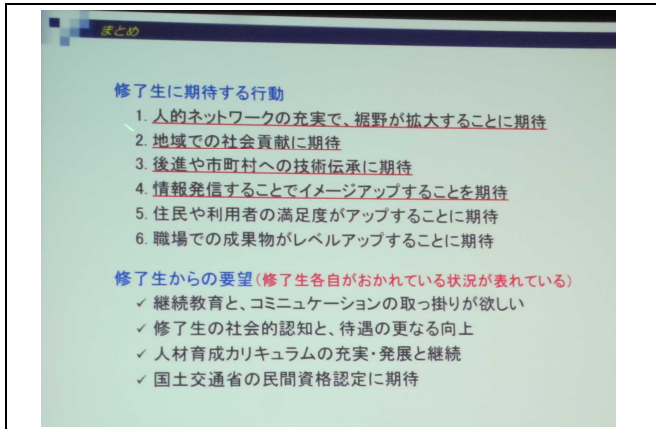 まとめ
修了生に期待する行動
1. 人的ネットワークの充実で、裾野が拡大することに期待
2. 地域での社会貢献に期待
3. 後進や市町村への技術伝承に期待
4. 情報発信することでイメージアップすることを期待
5. 住民や利用者の満足度がアップすることに期待
6. 職場での成果物がレベルアップすることに期待
修了生からの要望(修了生各自がおかれている状況が表れている)
✓ 継続教育と、コミニュケーションの取っ掛りが欲しい
✓ 修了生の社会的認知と、待遇の更なる向上
✓ 人材育成カリキュラムの充実・発展と継続
✓ 国土交通省の民間資格認定に期待